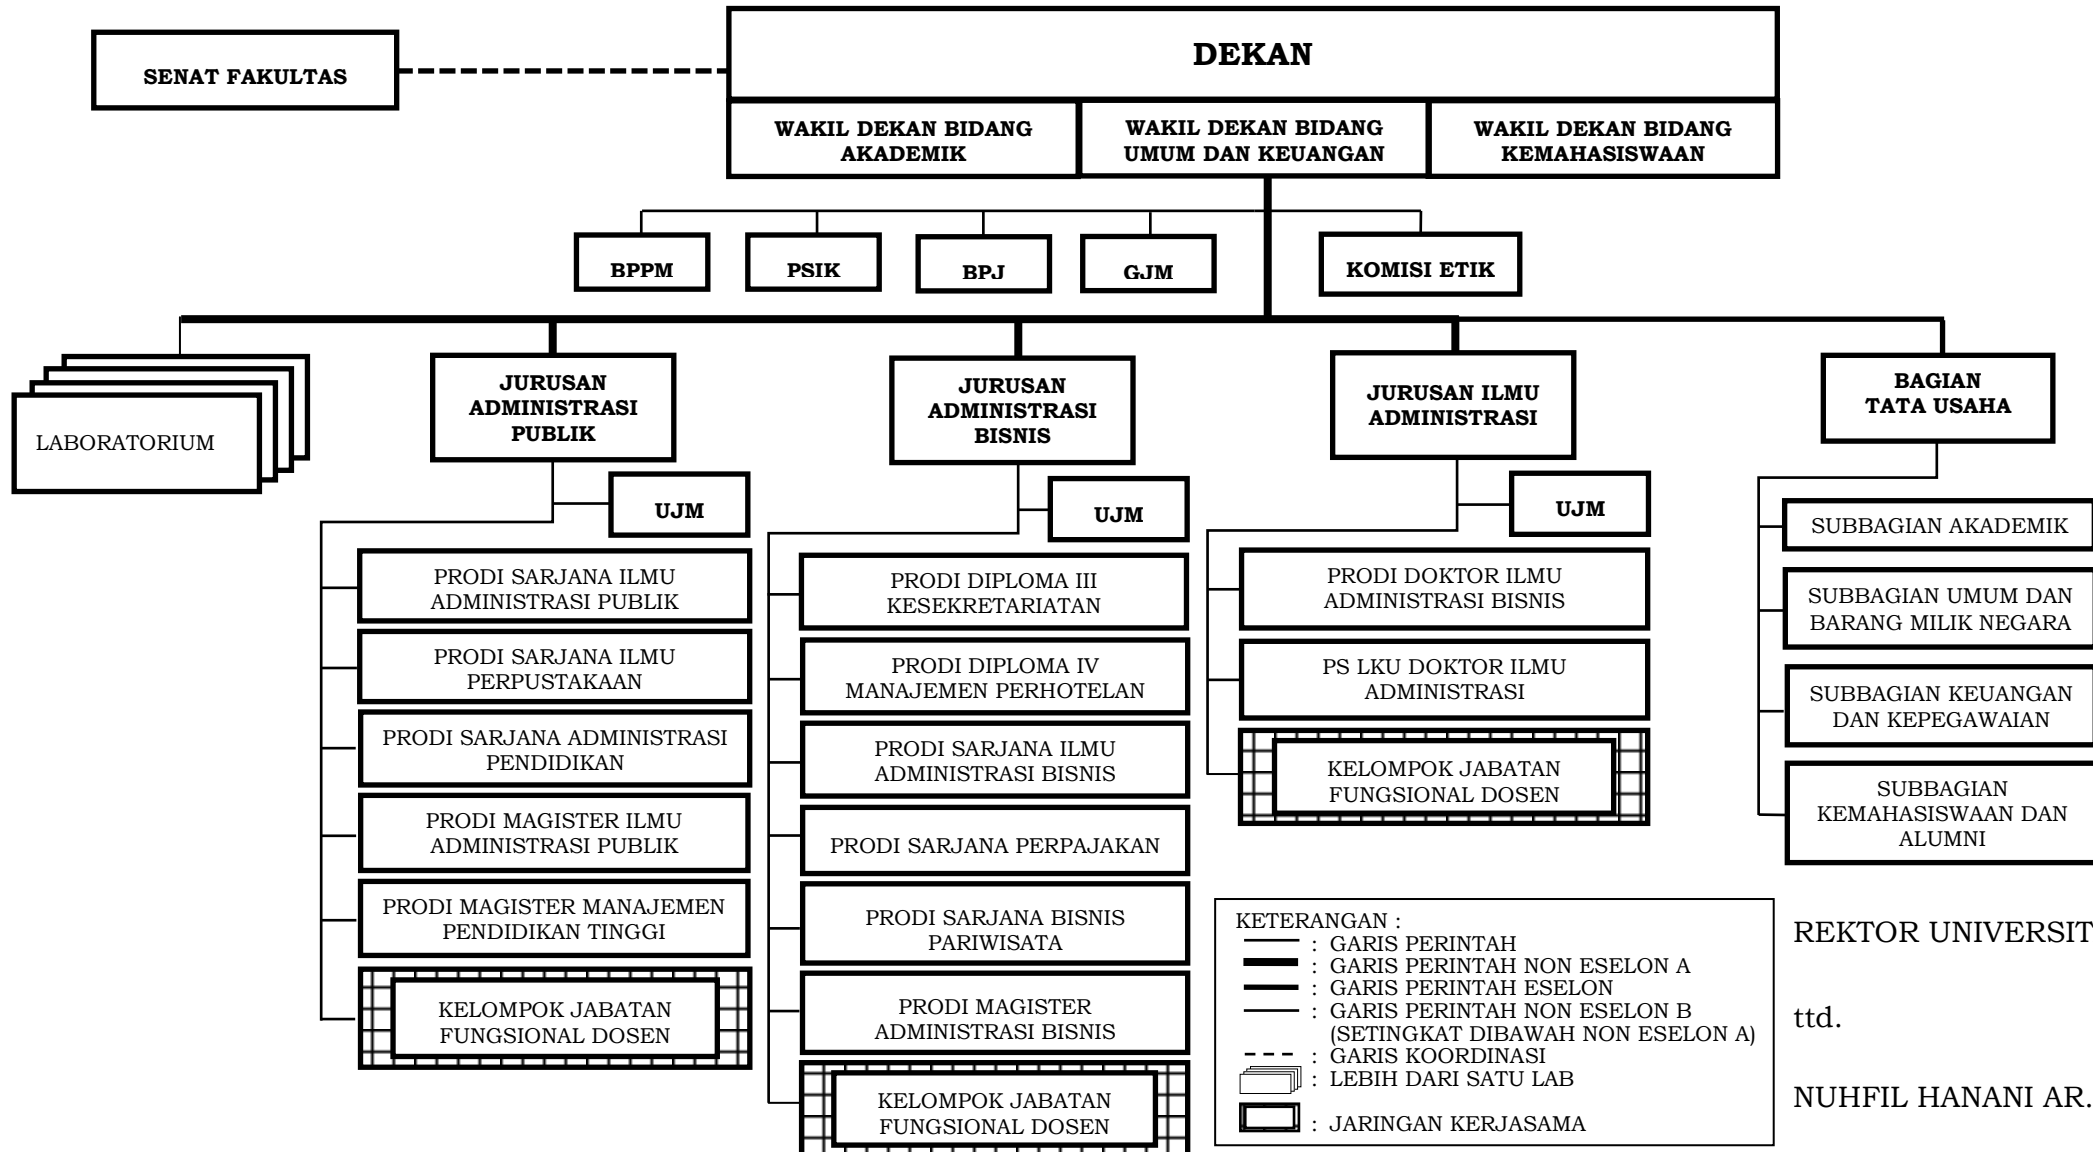 SENAT FAKULTAS
DEKAN
WAKIL DEKAN BIDANG
AKADEMIK
WAKIL DEKAN BIDANG
UMUM DAN KEUANGAN
WAKIL DEKAN BIDANG
KEMAHASISWAAN
BPPM
PSIK
BPJ
GJM
KOMISI ETIK
LABORATORIUM
JURUSAN
ADMINISTRASI
PUBLIK
UJM
PRODI SARJANA ILMU
ADMINISTRASI PUBLIK
PRODI SARJANA ILMU
PERPUSTAKAAN
PRODI SARJANA ADMINISTRASI
PENDIDIKAN
PRODI MAGISTER ILMU
ADMINISTRASI PUBLIK
PRODI MAGISTER MANAJEMEN
PENDIDIKAN TINGGI
KELOMPOK JABATAN
FUNGSIONAL DOSEN
JURUSAN
ADMINISTRASI
BISNIS
UJM
PRODI DIPLOMA III
KESEKRETARIATAN
PRODI DIPLOMA IV
MANAJEMEN PERHOTELAN
PRODI SARJANA ILMU
ADMINISTRASI BISNIS
PRODI SARJANA PERPAJAKAN
PRODI SARJANA BISNIS
PARIWISATA
PRODI MAGISTER
ADMINISTRASI BISNIS
KELOMPOK JABATAN
FUNGSIONAL DOSEN
JURUSAN ILMU
ADMINISTRASI
UJM
PRODI DOKTOR ILMU
ADMINISTRASI BISNIS
PS LKU DOKTOR ILMU
ADMINISTRASI
KELOMPOK JABATAN
FUNGSIONAL DOSEN
BAGIAN
TATA USAHA
SUBBAGIAN AKADEMIK
SUBBAGIAN UMUM DAN
BARANG MILIK NEGARA
SUBBAGIAN KEUANGAN
DAN KEPEGAWAIAN
SUBBAGIAN
KEMAHASISWAAN DAN
ALUMNI
KETERANGAN :
: GARIS PERINTAH
: GARIS PERINTAH NON ESELON A
: GARIS PERINTAH ESELON
: GARIS PERINTAH NON ESELON B
(SETINGKAT DIBAWAH NON ESELON A)
: GARIS KOORDINASI
: LEBIH DARI SATU LAB
: JARINGAN KERJASAMA
REKTOR UNIVERSIT
ttd.
NUHFIL HANANI AR.